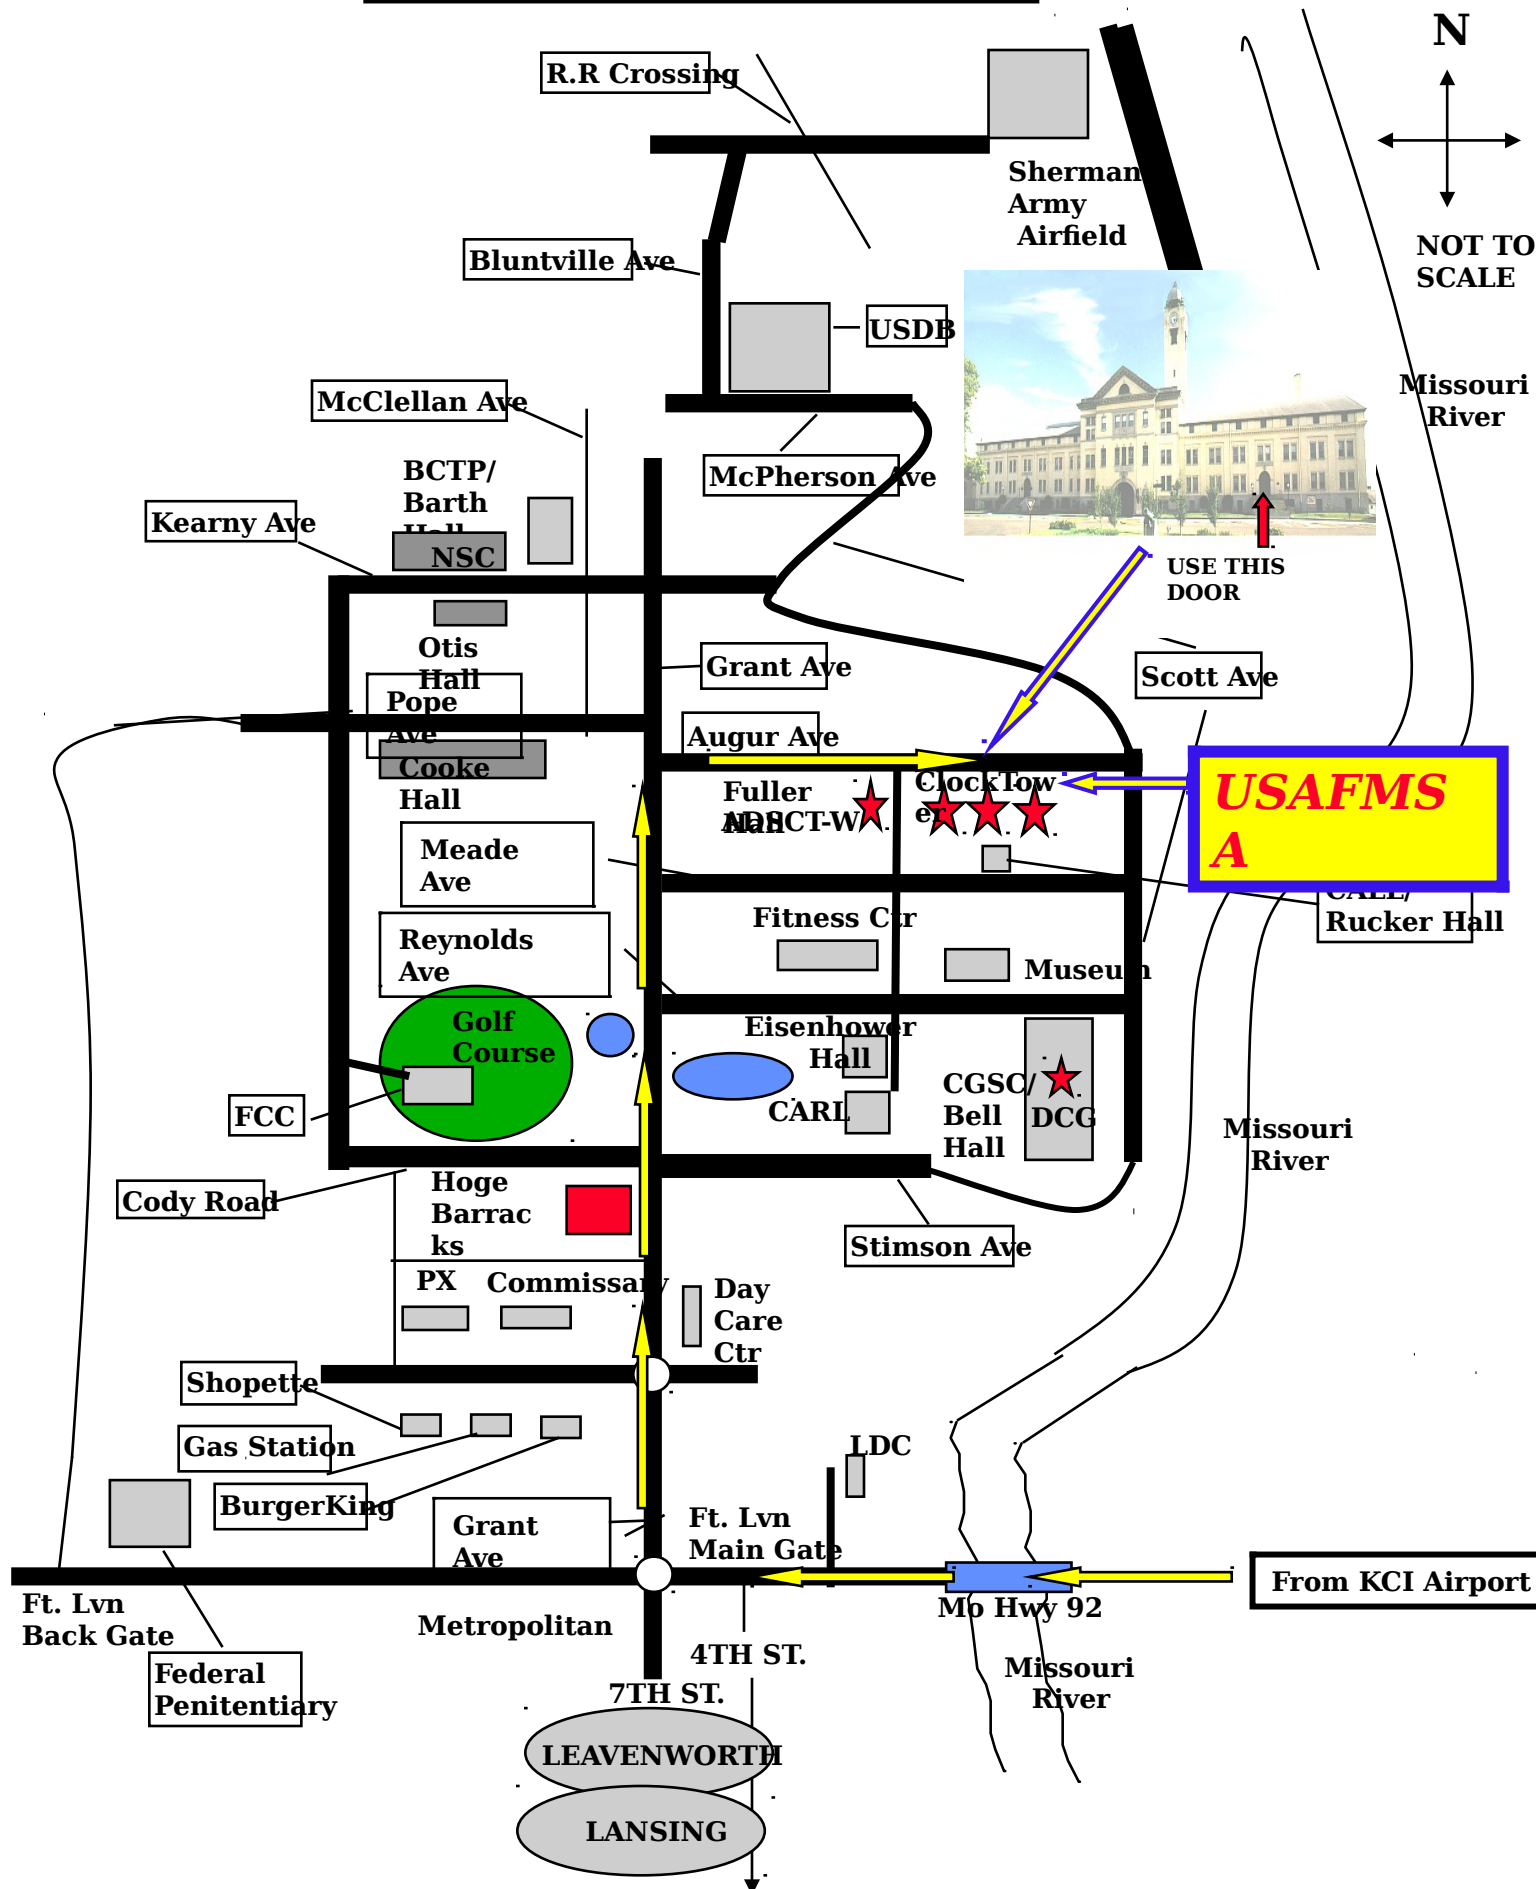 N
R.R Crossing
Sherman
Army
Airfield
NOT TO
SCALE
Bluntville Ave
USDB
Missouri
River
McClellan Ave
BCTP/
Barth
Hall
McPherson Ave
Kearny Ave
NSC
USE THIS
DOOR
Otis
Hall
Grant Ave
Scott Ave
Pope
Ave
Augur Ave
Cooke
Hall
Fuller
Hall
ADSCT-W
ClockTow
er
USAFMS
A
Meade
Ave
CALL/
Rucker Hall
Fitness Ctr
Reynolds
Ave
Museum
Golf
Course
Eisenhower
Hall
FCC
CARL
CGSC/
Bell
Hall
DCG
Missouri
River
Cody Road
Hoge
Barrac
ks
Stimson Ave
PX
Commissary
Day
Care
Ctr
Shopette
Gas Station
LDC
BurgerKing
Grant
Ave
Ft. Lvn
Main Gate
From KCI Airport
Ft. Lvn
Back Gate
Mo Hwy 92
Metropolitan
Federal
Penitentiary
4TH ST.
Missouri
River
7TH ST.
LEAVENWORTH
LANSING